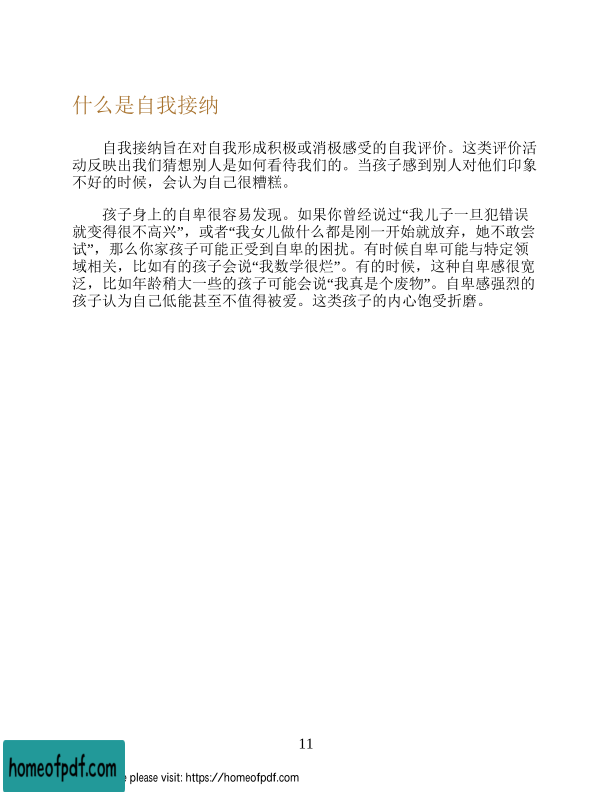 什么是自我接纳
自我接纳旨在对自我形成积极或消极感受的自我评价。这类评价活
动反映出我们猜想别人是如何看待我们的。当孩子感到别人对他们印象
不好的时候，会认为自己很糟糕。
孩子身上的自卑很容易发现。如果你曾经说过“我儿子一旦犯错误
就变得很不高兴”，或者“我女儿做什么都是刚一开始就放弃，她不敢尝
试”，那么你家孩子可能正受到自卑的困扰。有时候自卑可能与特定领
域相关，比如有的孩子会说“我数学很烂”。有的时候，这种自卑感很宽
泛，比如年龄稍大一些的孩子可能会说“我真是个废物”。自卑感强烈的
孩子认为自己低能甚至不值得被爱。这类孩子的内心饱受折磨。
11
homeofpdf.com
please visit: https://homeofpdf.com